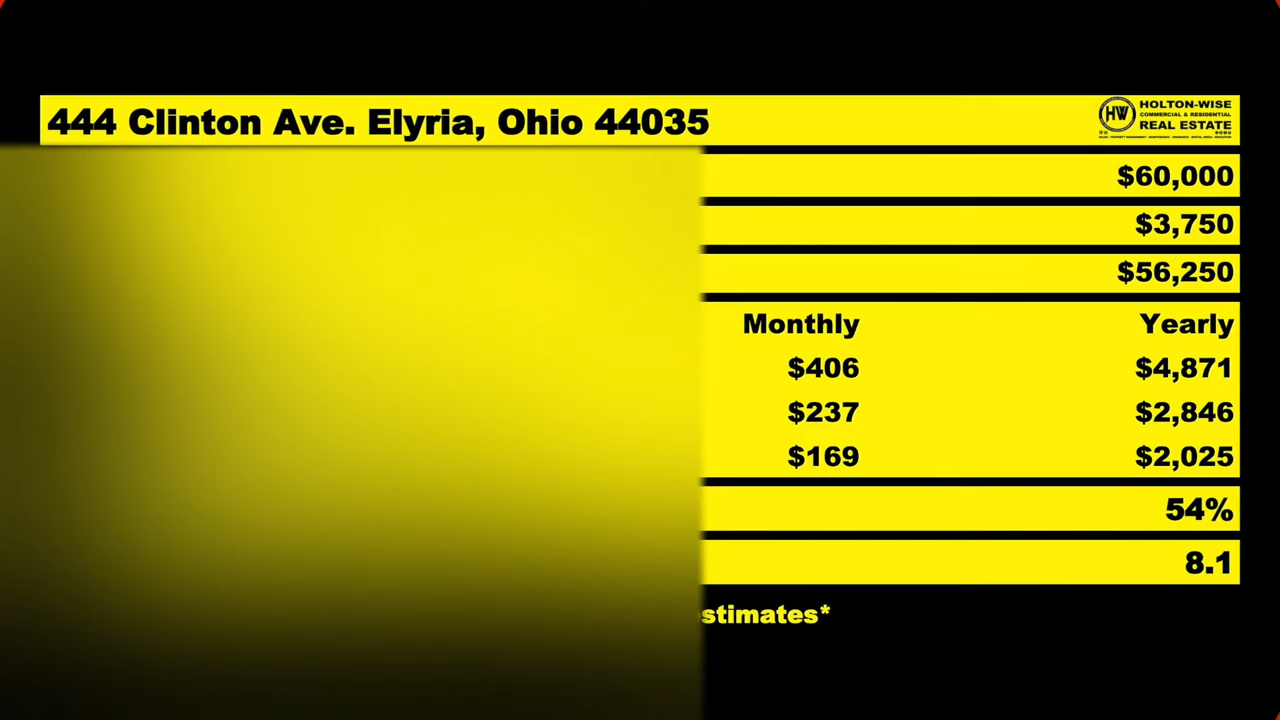 444 Clinton Ave. Elyria, Ohio 44035
HW
HOLTON-WISE
COMMERCIAL & RESIDENTIAL
REAL ESTATE
$60,000
$3,750
$56,250
Monthly Yearly
$406 $4,871
$237 $2,846
$169 $2,025
54%
8.1
stimates*